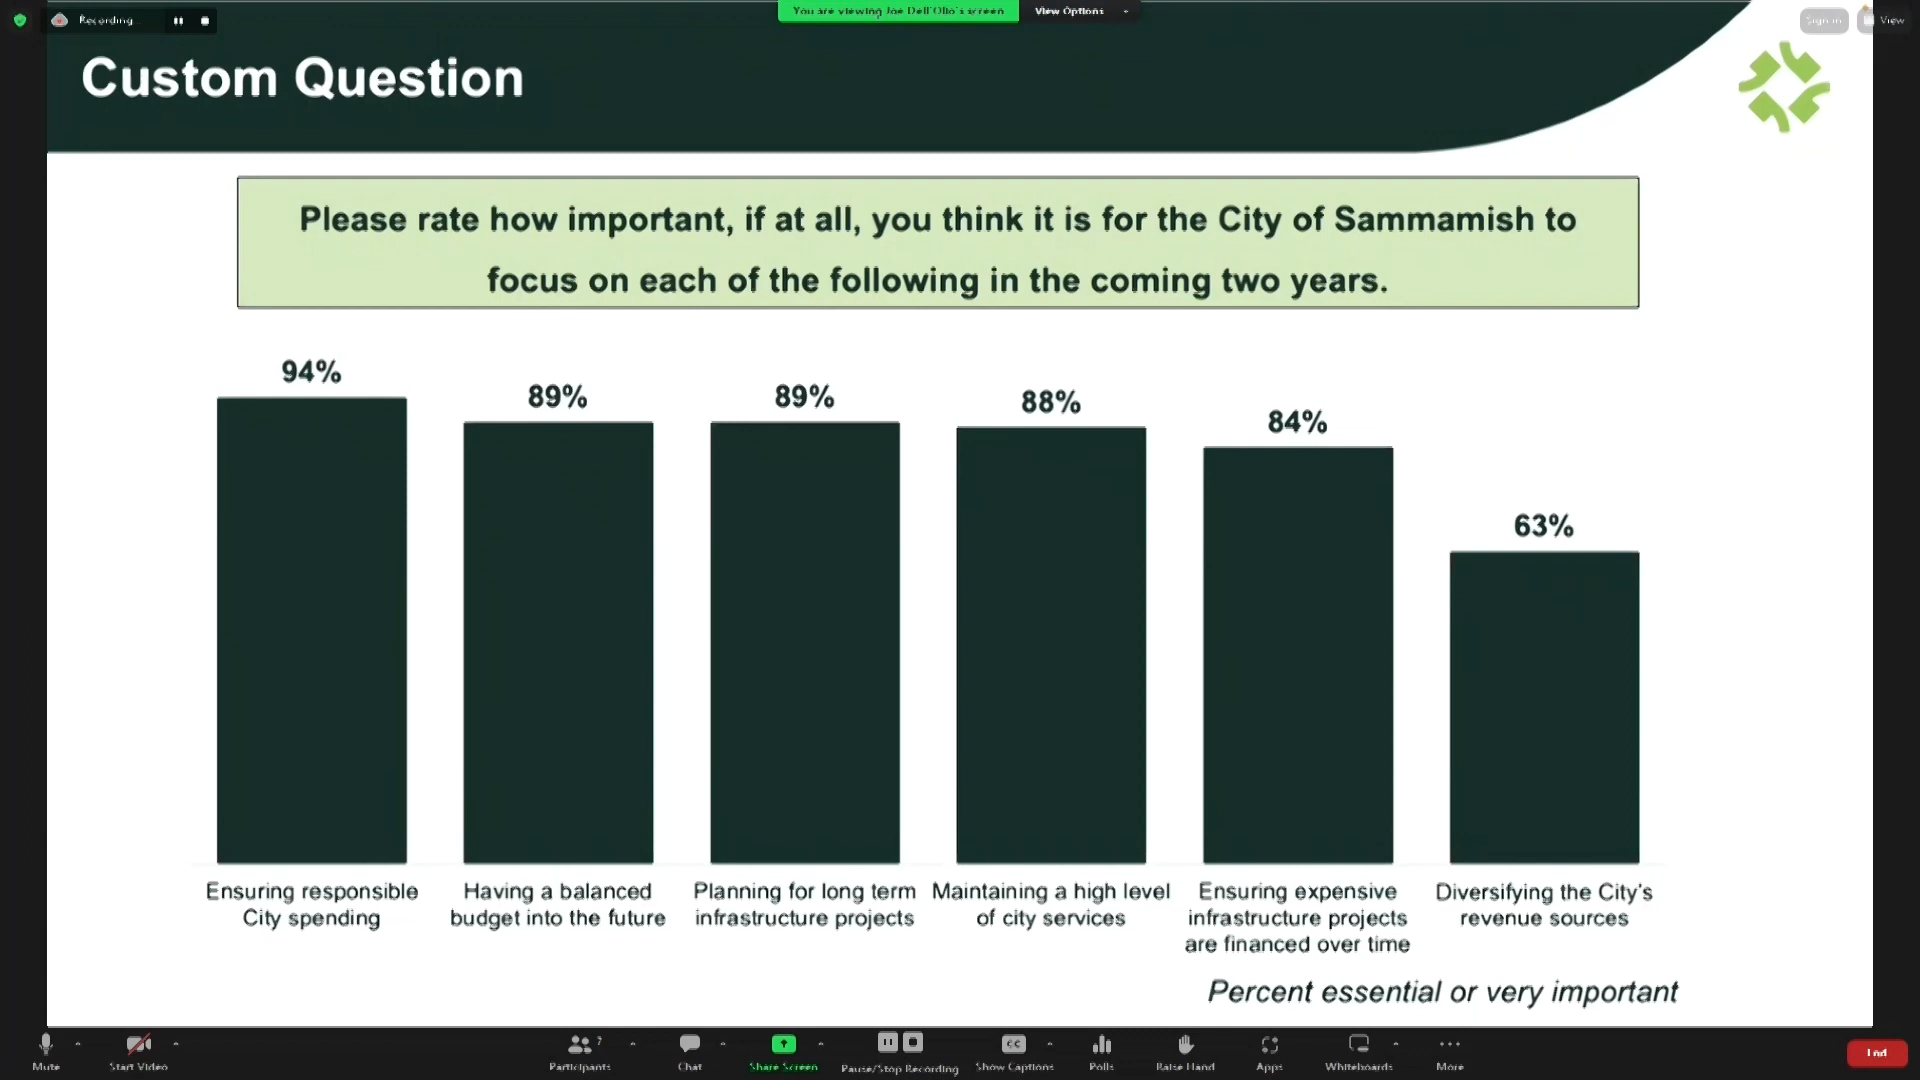 Recording...
You are viewing Joe Dell'Olio's screen
View Options
Sign in
View
Custom Question
Please rate how important, if at all, you think it is for the City of Sammamish to
focus on each of the following in the coming two years.
94%
89%
89%
88%
84%
63%
Ensuring responsible
City spending
Having a balanced
budget into the future
Planning for long term
infrastructure projects
Maintaining a high level
of city services
Ensuring expensive
infrastructure projects
are financed over time
Diversifying the City's
revenue sources
Percent essential or very important
Mute
Start Video
Participants
7
Chat
Share Screen
Pause/Stop Recording
CC
Show Captions
Polls
Raise Hand
Apps
Whiteboards
More
End